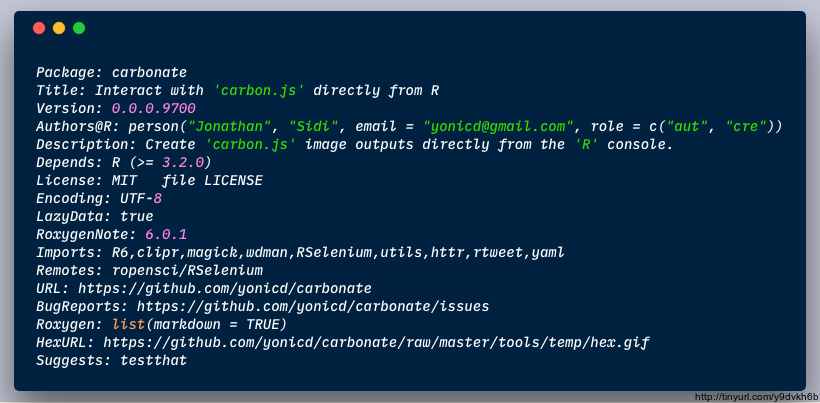 Package: carbonate
Title: Interact with 'carbon.js' directly from R
Version: 0.0.0.9700
Authors@R: person("Jonathan", "Sidi", email = "yonicd@gmail.com", role = c("aut", "cre"))
Description: Create 'carbon.js' image outputs directly from the 'R' console.
Depends: R (>= 3.2.0)
License: MIT   file LICENSE
Encoding: UTF-8
LazyData: true
RoxygenNote: 6.0.1
Imports: R6,clipr,magick,wdman,RSelenium,utils,httr,rtweet,yaml
Remotes: ropensci/RSelenium
URL: https://github.com/yonicd/carbonate
BugReports: https://github.com/yonicd/carbonate/issues
Roxygen: list(markdown = TRUE)
HexURL: https://github.com/yonicd/carbonate/raw/master/tools/temp/hex.gif
Suggests: testthat
http://tinyurl.com/y9dvkh6b